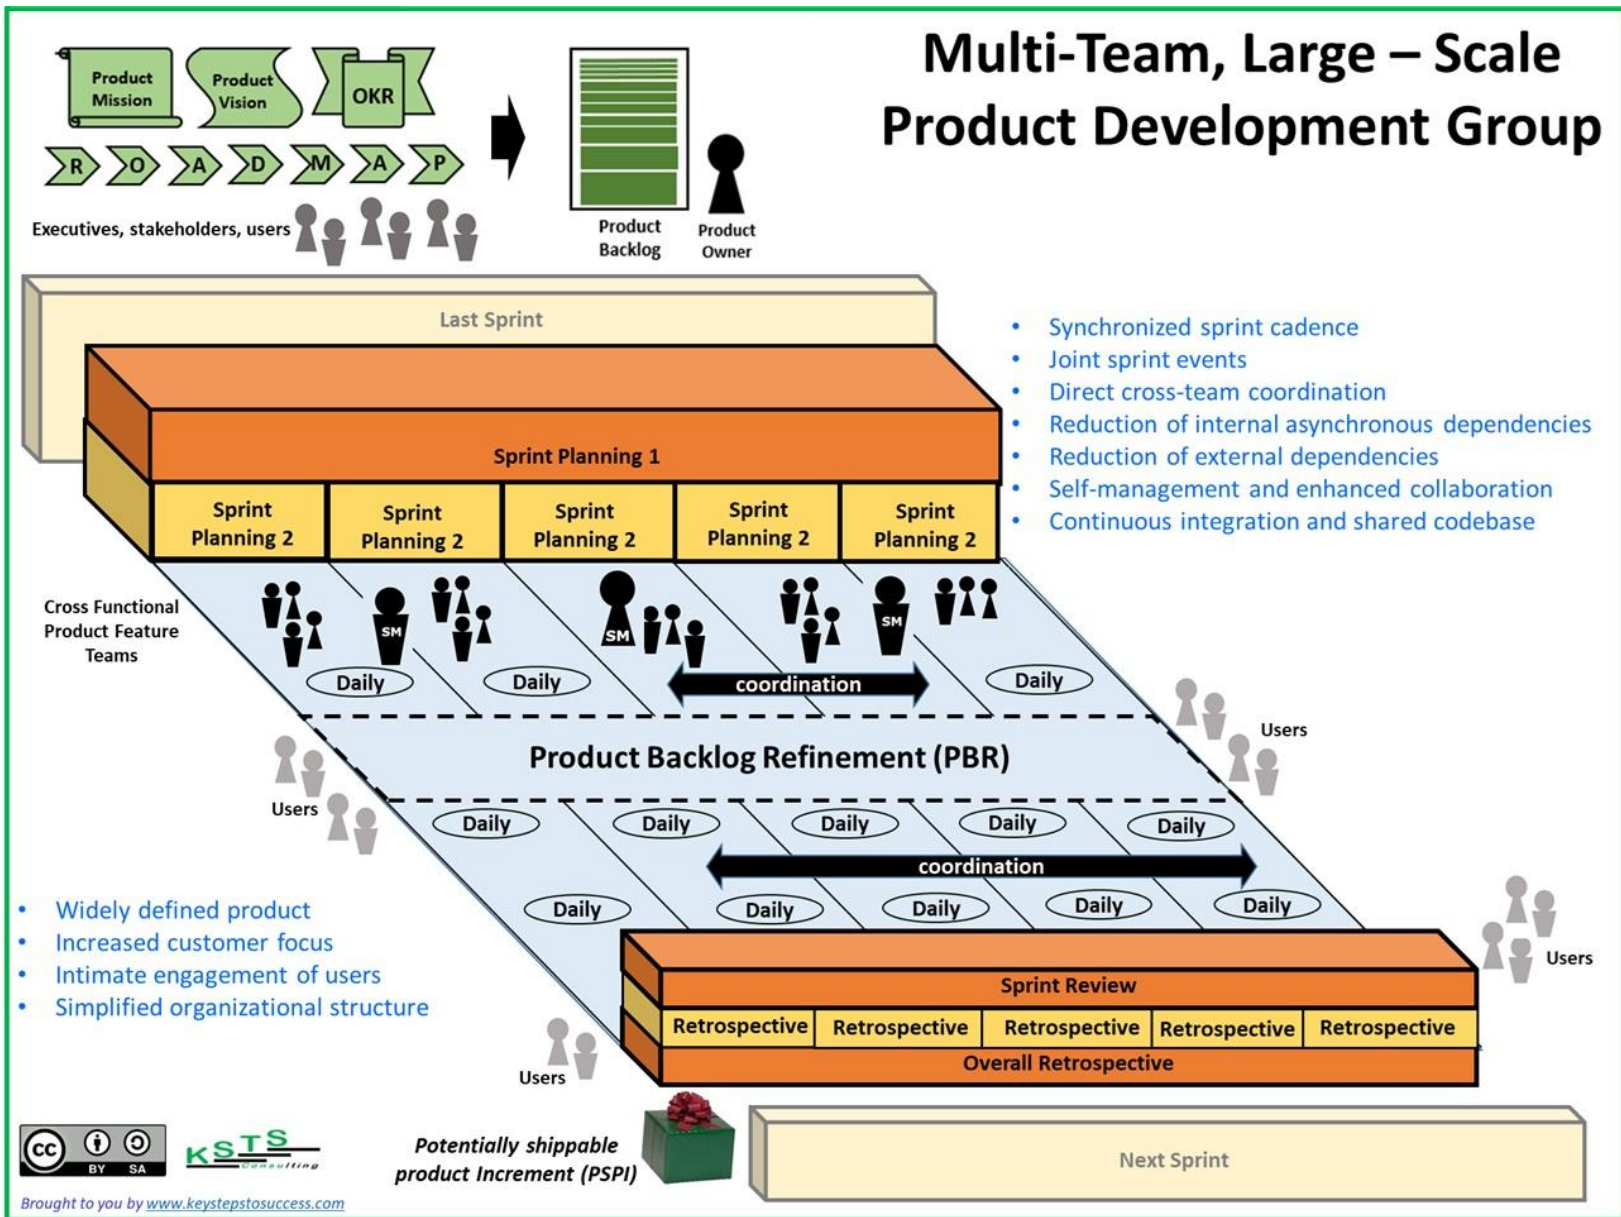 Multi-Team, Large – Scale
Product Development Group
Product
Mission
Product
Vision
OKR
R O A D M A P
Executives, stakeholders, users
Product
Backlog
Product
Owner
Last Sprint
Sprint Planning 1
Sprint
Planning 2
Sprint
Planning 2
Sprint
Planning 2
Sprint
Planning 2
Sprint
Planning 2
• Synchronized sprint cadence
• Joint sprint events
• Direct cross-team coordination
• Reduction of internal asynchronous dependencies
• Reduction of external dependencies
• Self-management and enhanced collaboration
• Continuous integration and shared codebase
Cross Functional
Product Feature
Teams
SM
SM
SM
Daily
Daily
coordination
Daily
Users
Product Backlog Refinement (PBR)
Users
Daily
Daily
Daily
Daily
Daily
coordination
Daily
Daily
Daily
Daily
Daily
• Widely defined product
• Increased customer focus
• Intimate engagement of users
• Simplified organizational structure
Users
Sprint Review
Retrospective
Retrospective
Retrospective
Retrospective
Retrospective
Overall Retrospective
Users
Potentially shippable
product Increment (PSPI)
Next Sprint
cc
BY SA
KSTS
Consulting
Brought to you by www.keystepstosuccess.com